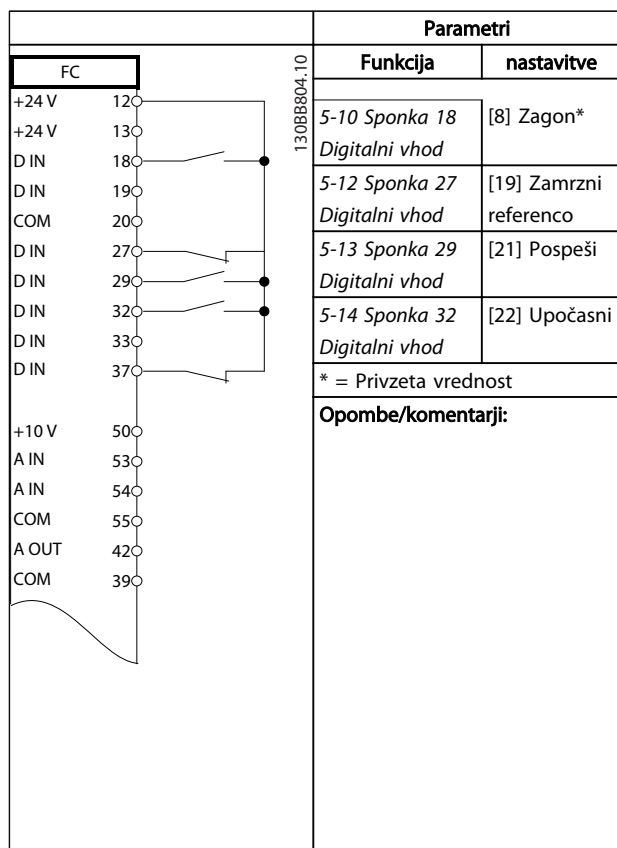 Parametri
FC
130BB804.10
Funkcija nastavitve
+24 V 12
+24 V 13
D IN 18
D IN 19
COM 20
D IN 27
D IN 29
D IN 32
D IN 33
D IN 37
+10 V 50
A IN 53
A IN 54
COM 55
A OUT 42
COM 39
5-10 Sponka 18 [8] Zagon*
Digitalni vhod
5-12 Sponka 27 [19] Zamrzni
Digitalni vhod referenco
5-13 Sponka 29 [21] Pospeši
Digitalni vhod
5-14 Sponka 32 [22] Upočasni
Digitalni vhod
* = Privzeta vrednost
Opombe/komentarji: